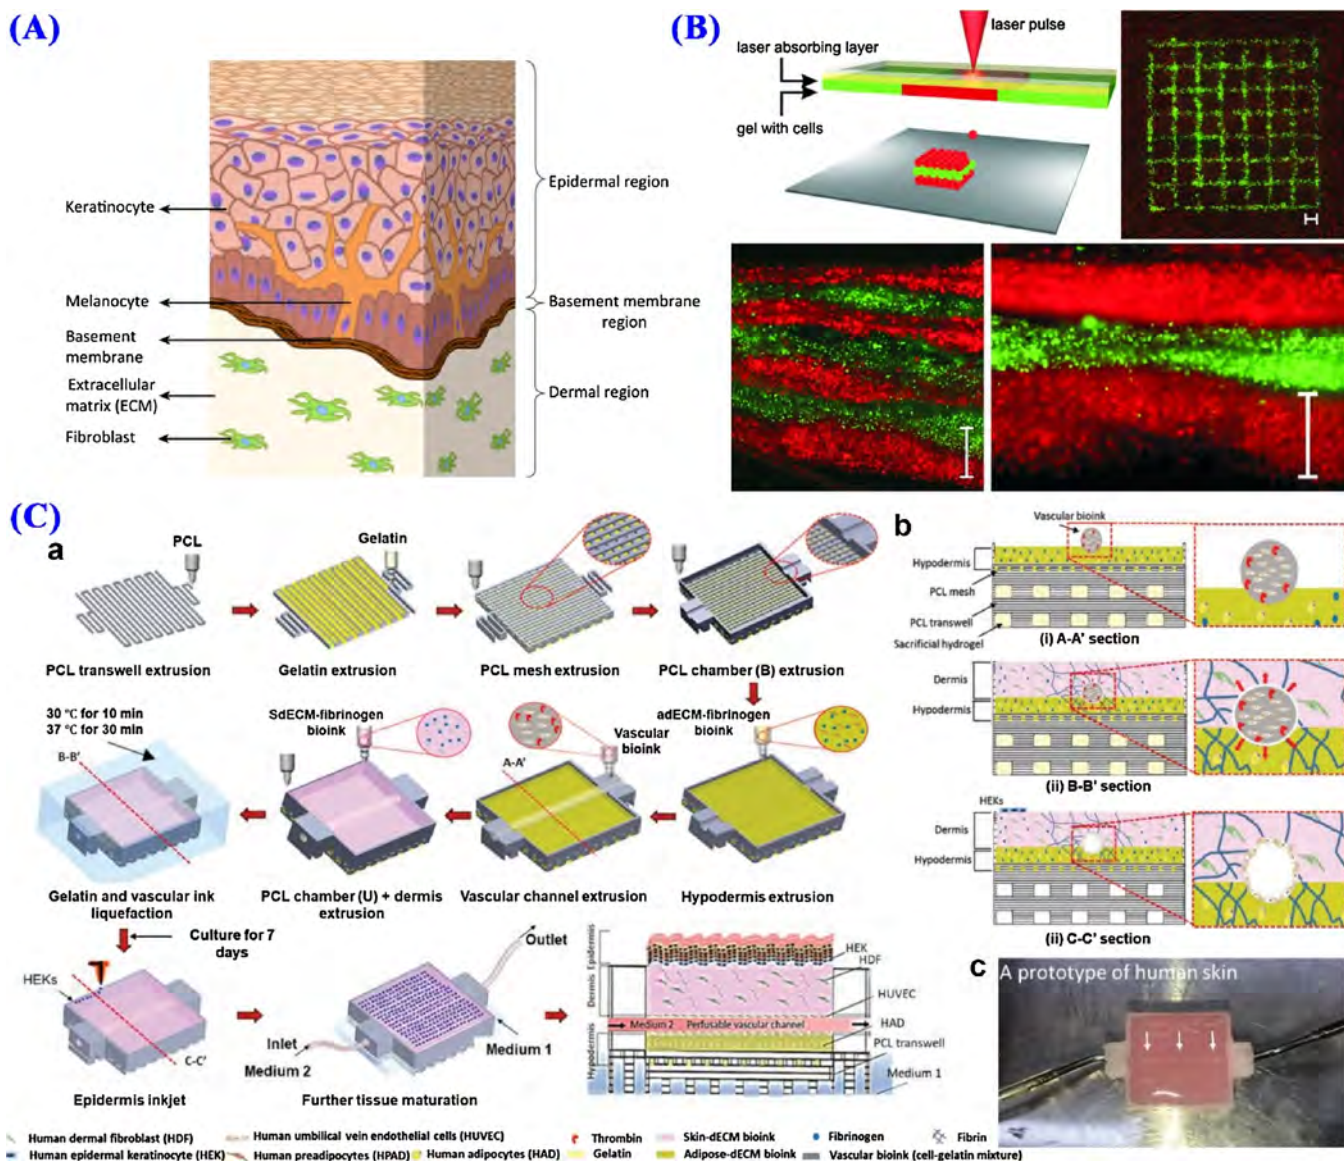 (A)
Keratinocyte
Melanocyte
Basement
membrane
Extracellular
matrix (ECM)
Fibroblast
Epidermal region
Basement membrane
region
Dermal region
(B)
laser pulse
laser absorbing layer
gel with cells
(C)
a
PCL
Gelatin
PCL transwell extrusion
Gelatin extrusion
PCL mesh extrusion
PCL chamber (B) extrusion
30 °C for 10 min
37 °C for 30 min
B-B'
SdECM-fibrinogen
bioink
Vascular
bioink
A-A'
adECM-fibrinogen
bioink
Gelatin and vascular ink
liquefaction
PCL chamber (U) + dermis
extrusion
Vascular channel extrusion
Hypodermis extrusion
Culture for 7
days
HEKs
C-C'
Epidermis inkjet
Inlet
Medium 2
Outlet
Medium 1
Further tissue maturation
Epidermis
Dermis
Hypodermis
HEK
HDF
HUVEC
HAD
PCL transwell
Medium 1
Medium 2
Perfusable vascular channel
b
Vascular bioink
Hypodermis
PCL mesh
PCL transwell
Sacrificial hydrogel
(i) A-A' section
Dermis
Hypodermis
(ii) B-B' section
HEKs
Dermis
Hypodermis
(ii) C-C' section
c
A prototype of human skin
Human dermal fibroblast (HDF)
Human umbilical vein endothelial cells (HUVEC)
Thrombin
Skin-dECM bioink
Fibrinogen
Fibrin
Human epidermal keratinocyte (HEK)
Human preadipocytes (HPAD)
Human adipocytes (HAD)
Gelatin
Adipose-dECM bioink
Vascular bioink (cell-gelatin mixture)